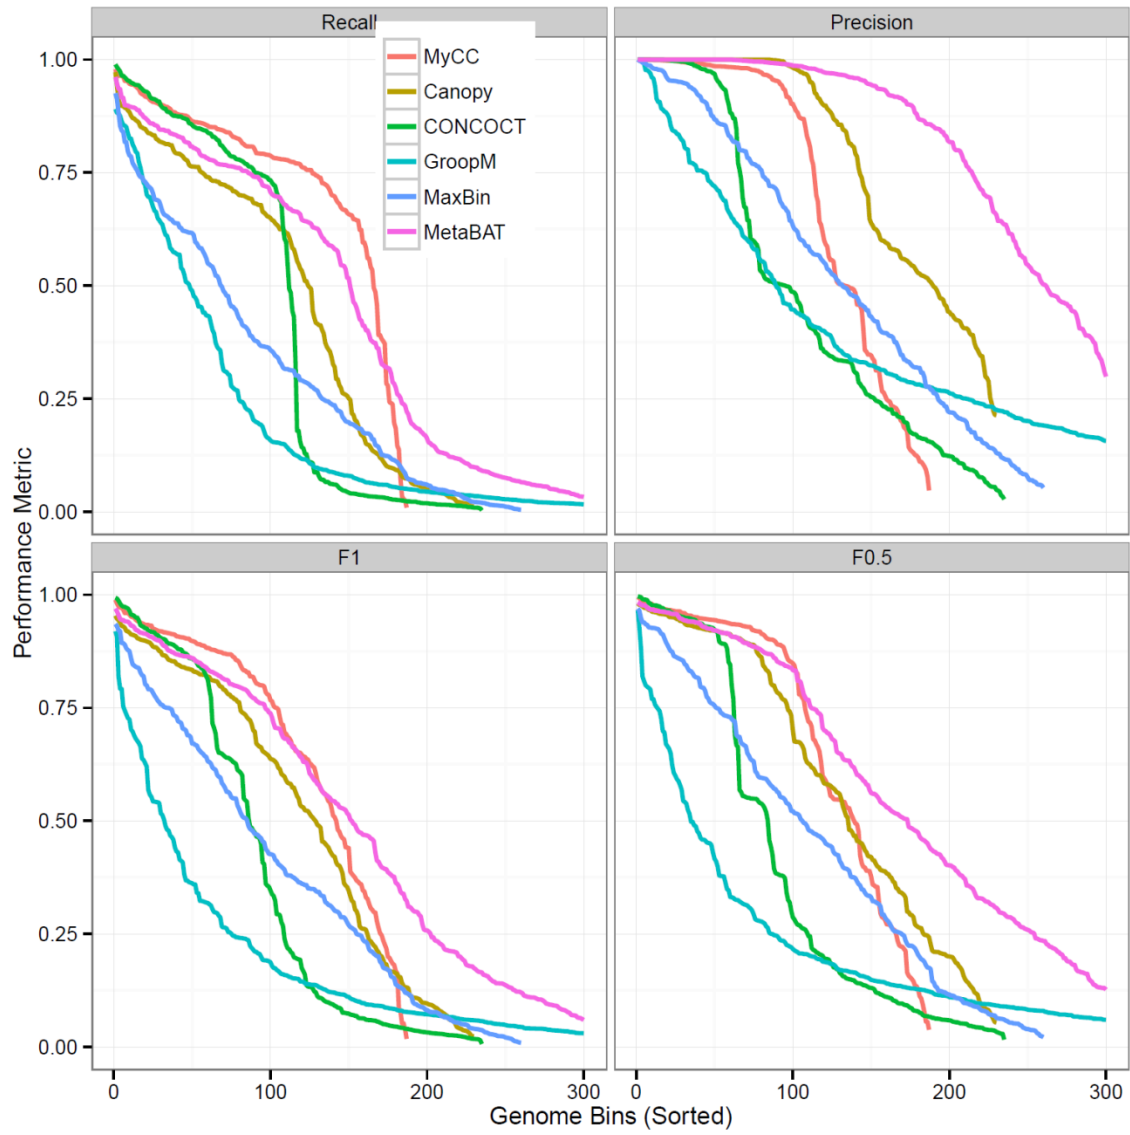 Recall
Precision
MyCC
Canopy
CONCOCT
GroopM
MaxBin
MetaBAT
1.00
0.75
0.50
0.25
0.00
F1
F0.5
1.00
0.75
0.50
0.25
0.00
0 100 200 300 0 100 200 300
Performance Metric
Genome Bins (Sorted)